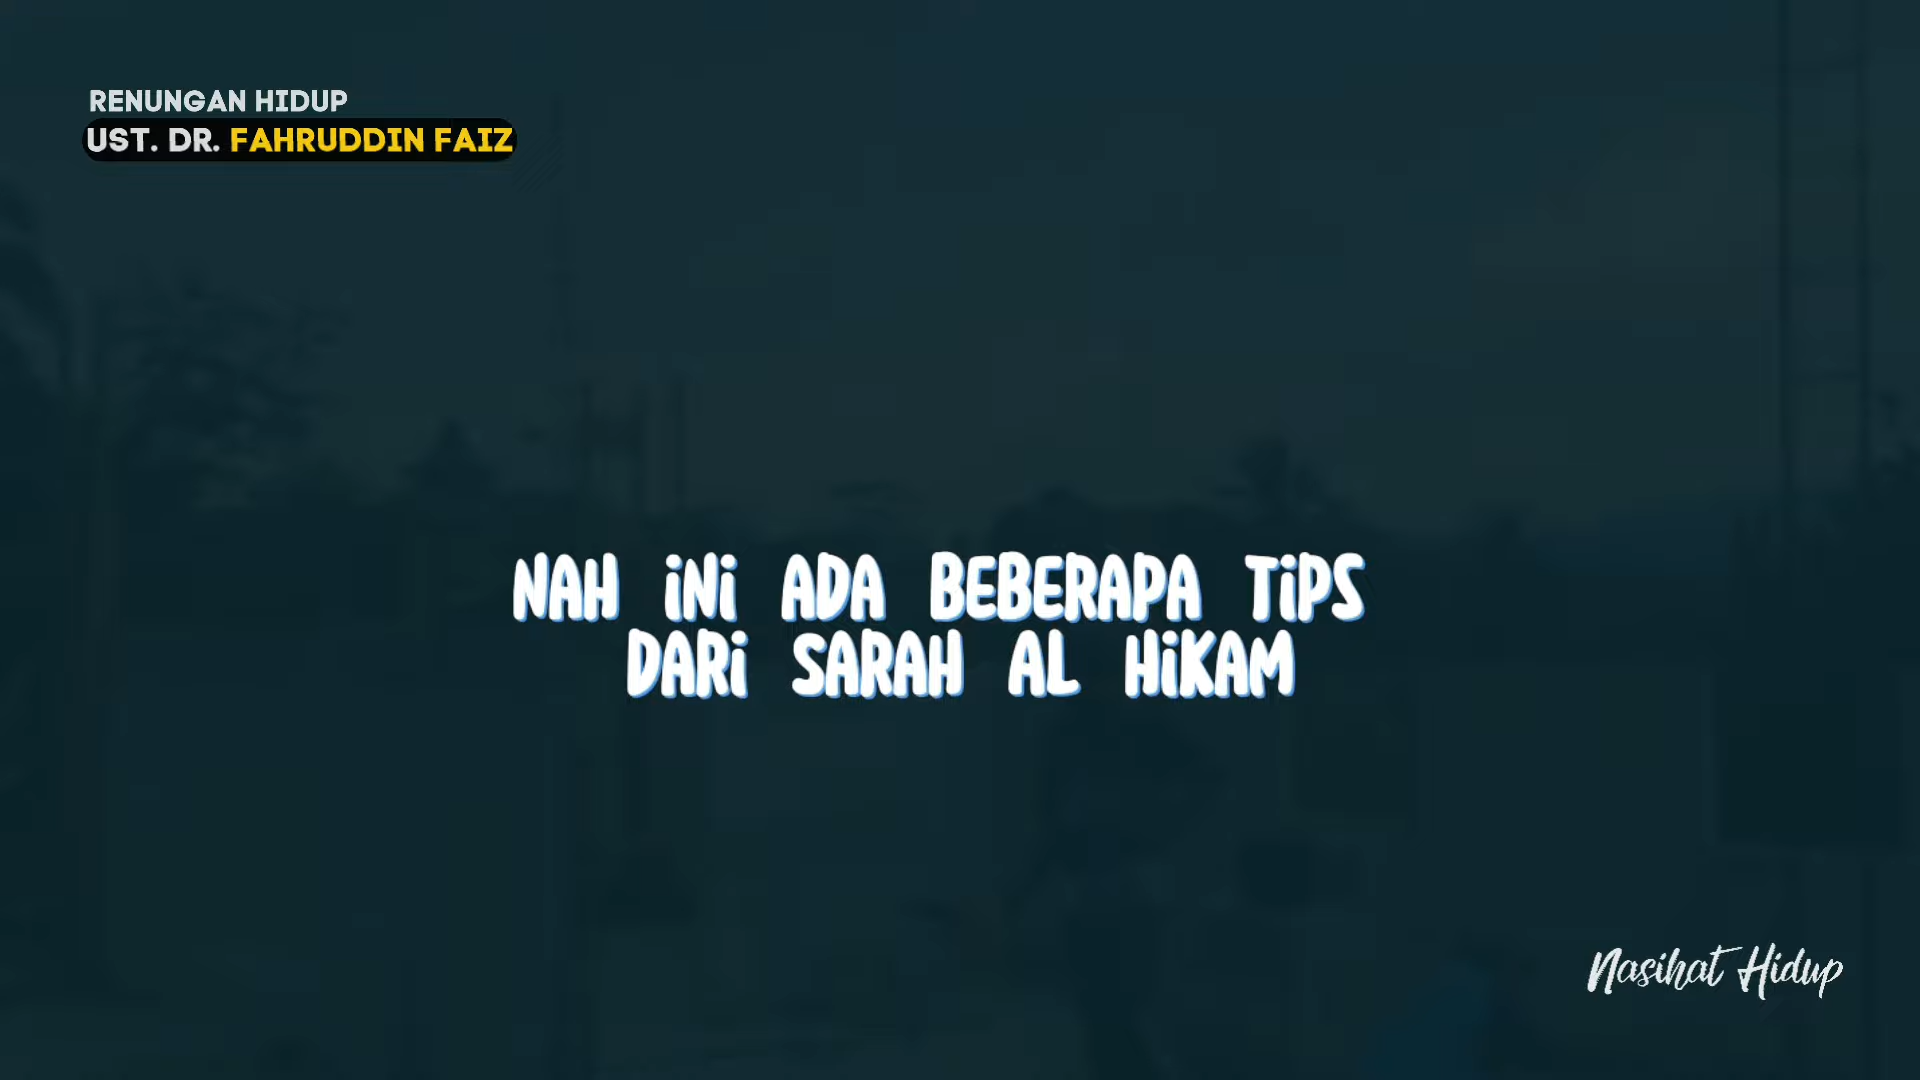 RENUNGAN HIDUP
UST. DR. FAHRUDDIN FAIZ
NAH iNi ADA BEBERAPA TiPS
DARi SARAH AL HiKAM
Nasihat Hidup